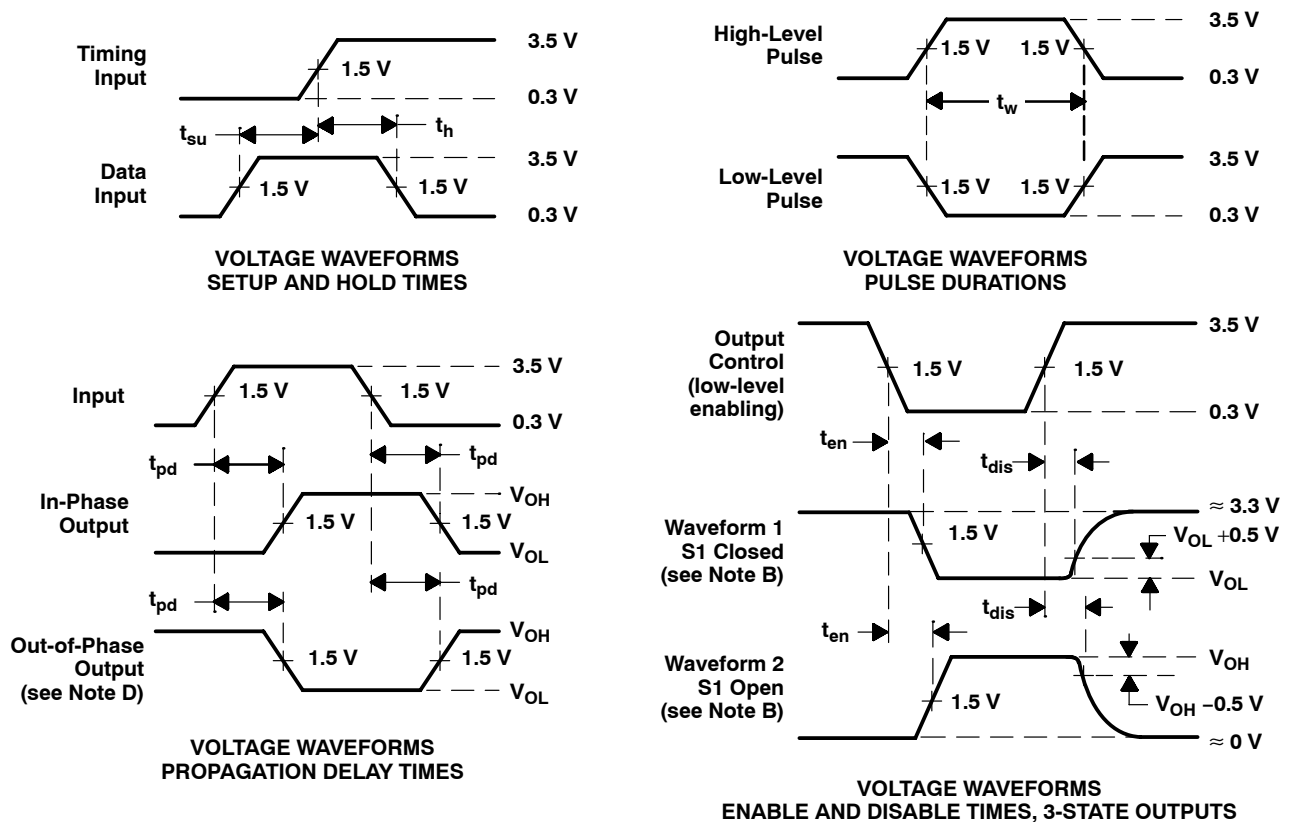 Timing
Input
3.5 V
1.5 V
0.3 V
tsu
th
Data
Input
3.5 V
1.5 V
1.5 V
0.3 V
VOLTAGE WAVEFORMS
SETUP AND HOLD TIMES
High-Level
Pulse
3.5 V
1.5 V
1.5 V
0.3 V
tw
Low-Level
Pulse
3.5 V
1.5 V
1.5 V
0.3 V
VOLTAGE WAVEFORMS
PULSE DURATIONS
Input
3.5 V
1.5 V
1.5 V
0.3 V
tpd
tpd
In-Phase
Output
VOH
1.5 V
1.5 V
VOL
tpd
tpd
Out-of-Phase
Output
(see Note D)
VOH
1.5 V
1.5 V
VOL
VOLTAGE WAVEFORMS
PROPAGATION DELAY TIMES
Output
Control
(low-level
enabling)
3.5 V
1.5 V
1.5 V
0.3 V
ten
tdis
Waveform 1
S1 Closed
(see Note B)
≈ 3.3 V
1.5 V
VOL +0.5 V
VOL
tdis
ten
Waveform 2
S1 Open
(see Note B)
VOH
1.5 V
VOH −0.5 V
≈ 0 V
VOLTAGE WAVEFORMS
ENABLE AND DISABLE TIMES, 3-STATE OUTPUTS